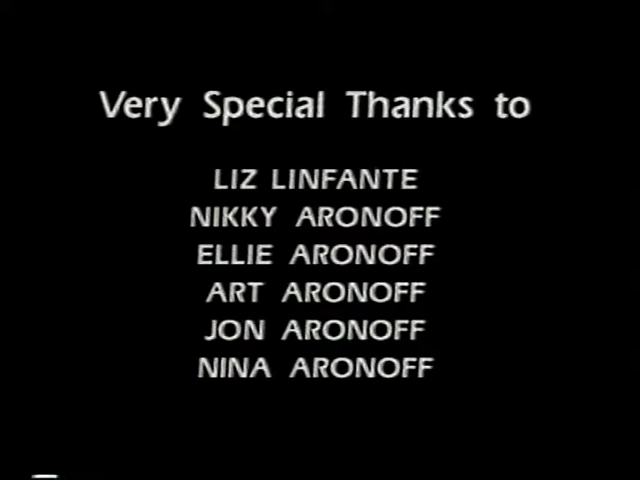 Very Special Thanks to
LIZ LINFANTE
NIKKY ARONOFF
ELLIE ARONOFF
ART ARONOFF
JON ARONOFF
NINA ARONOFF